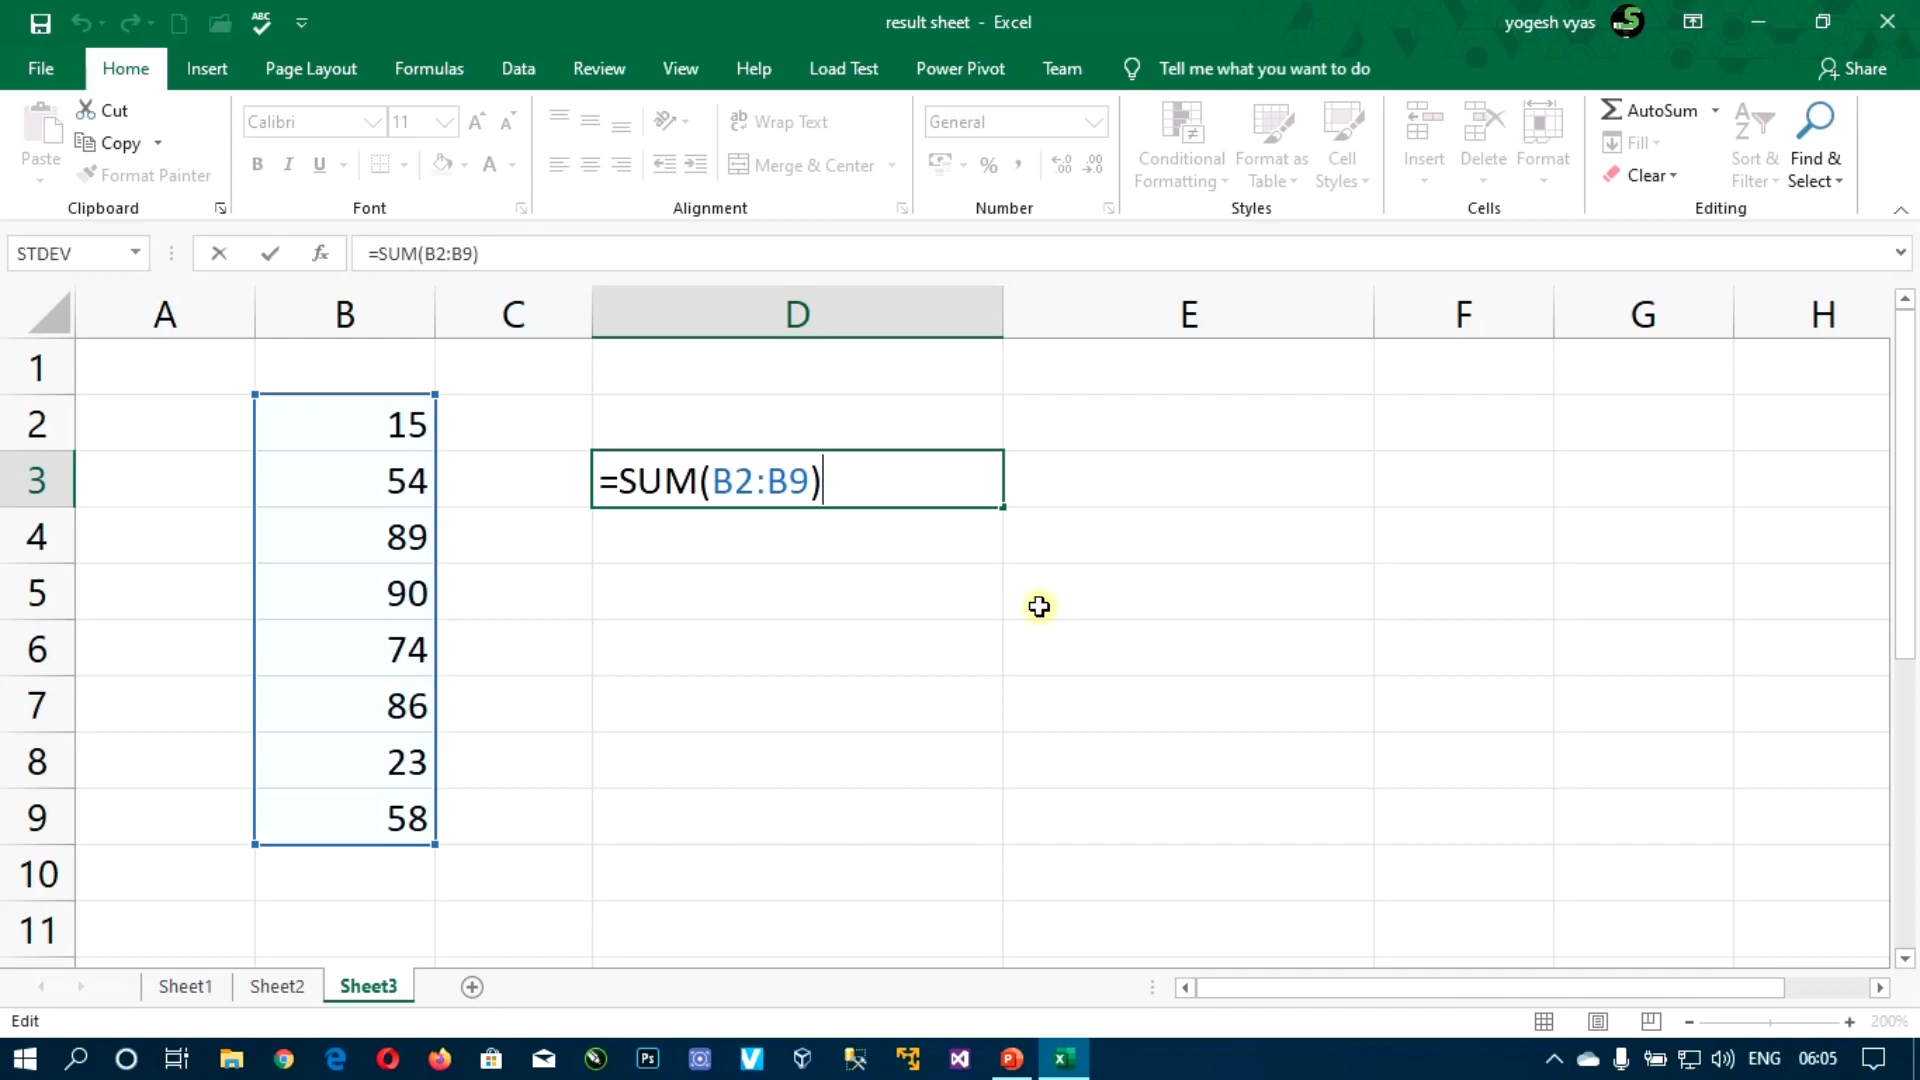 ABC
result sheet - Excel
yogesh vyas
File Home Insert Page Layout Formulas Data Review View Help Load Test Power Pivot Team Tell me what you want to do Share
Paste
Cut
Copy
Format Painter
Clipboard
Calibri 11
B I U A
Font
ab Wrap Text
Merge & Center
Alignment
General
%
Number
Conditional Formatting
Format as Table
Cell Styles
Styles
Insert
Delete
Format
Cells
AutoSum
Fill
Clear
Sort & Filter
Find & Select
Editing
STDEV fx =SUM(B2:B9)
A B C D E F G H
1
2 15
3 54 =SUM(B2:B9)
4 89
5 90
6 74
7 86
8 23
9 58
10
11
Sheet1 Sheet2 Sheet3
Edit 200%
Ps ENG 06:05